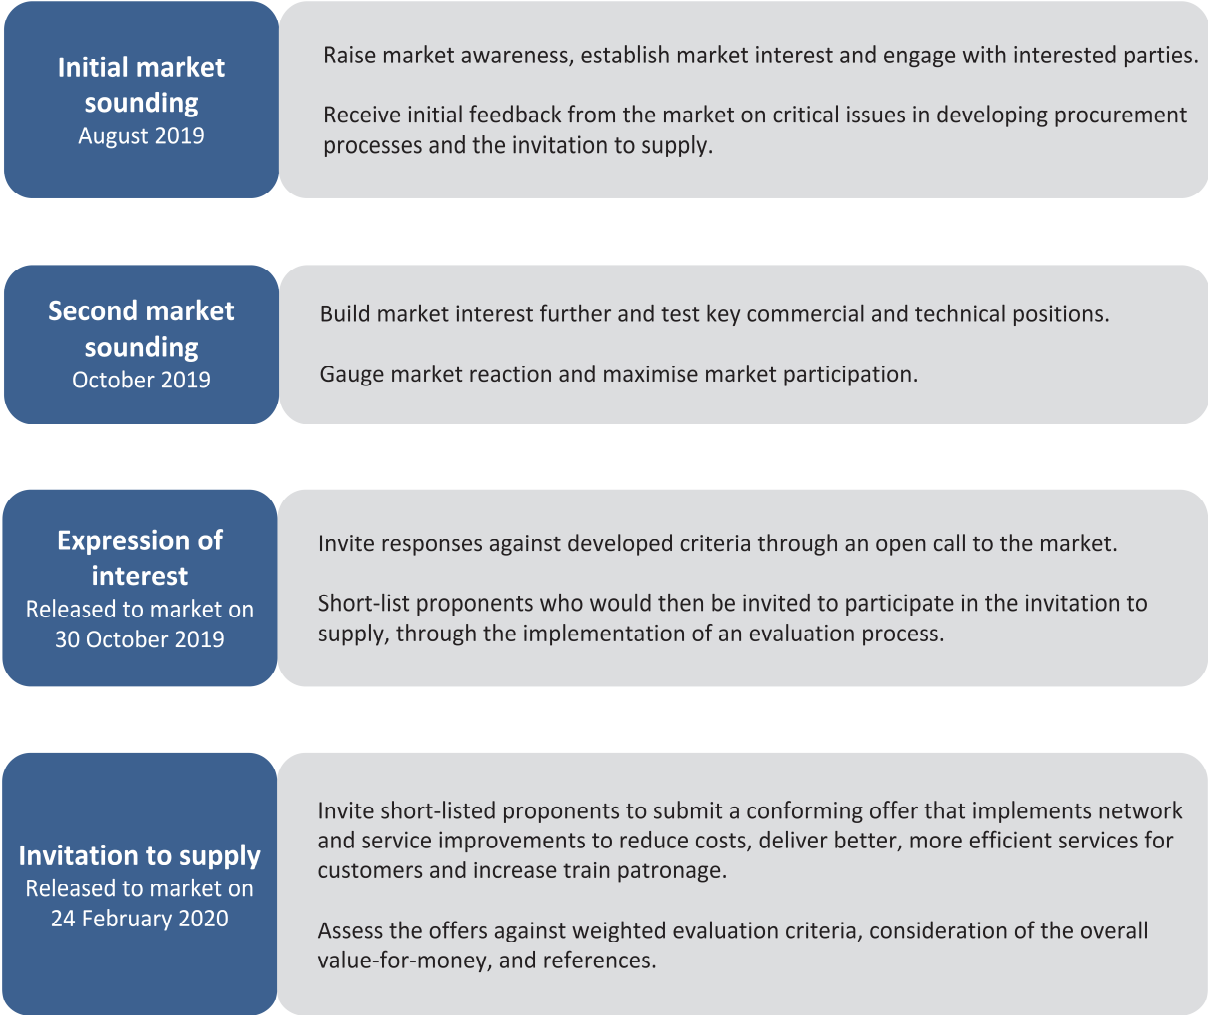 Initial market
sounding
August 2019
Raise market awareness, establish market interest and engage with interested parties.
Receive initial feedback from the market on critical issues in developing procurement
processes and the invitation to supply.
Second market
sounding
October 2019
Build market interest further and test key commercial and technical positions.
Gauge market reaction and maximise market participation.
Expression of
interest
Released to market on
30 October 2019
Invite responses against developed criteria through an open call to the market.
Short-list proponents who would then be invited to participate in the invitation to
supply, through the implementation of an evaluation process.
Invitation to supply
Released to market on
24 February 2020
Invite short-listed proponents to submit a conforming offer that implements network
and service improvements to reduce costs, deliver better, more efficient services for
customers and increase train patronage.
Assess the offers against weighted evaluation criteria, consideration of the overall
value-for-money, and references.